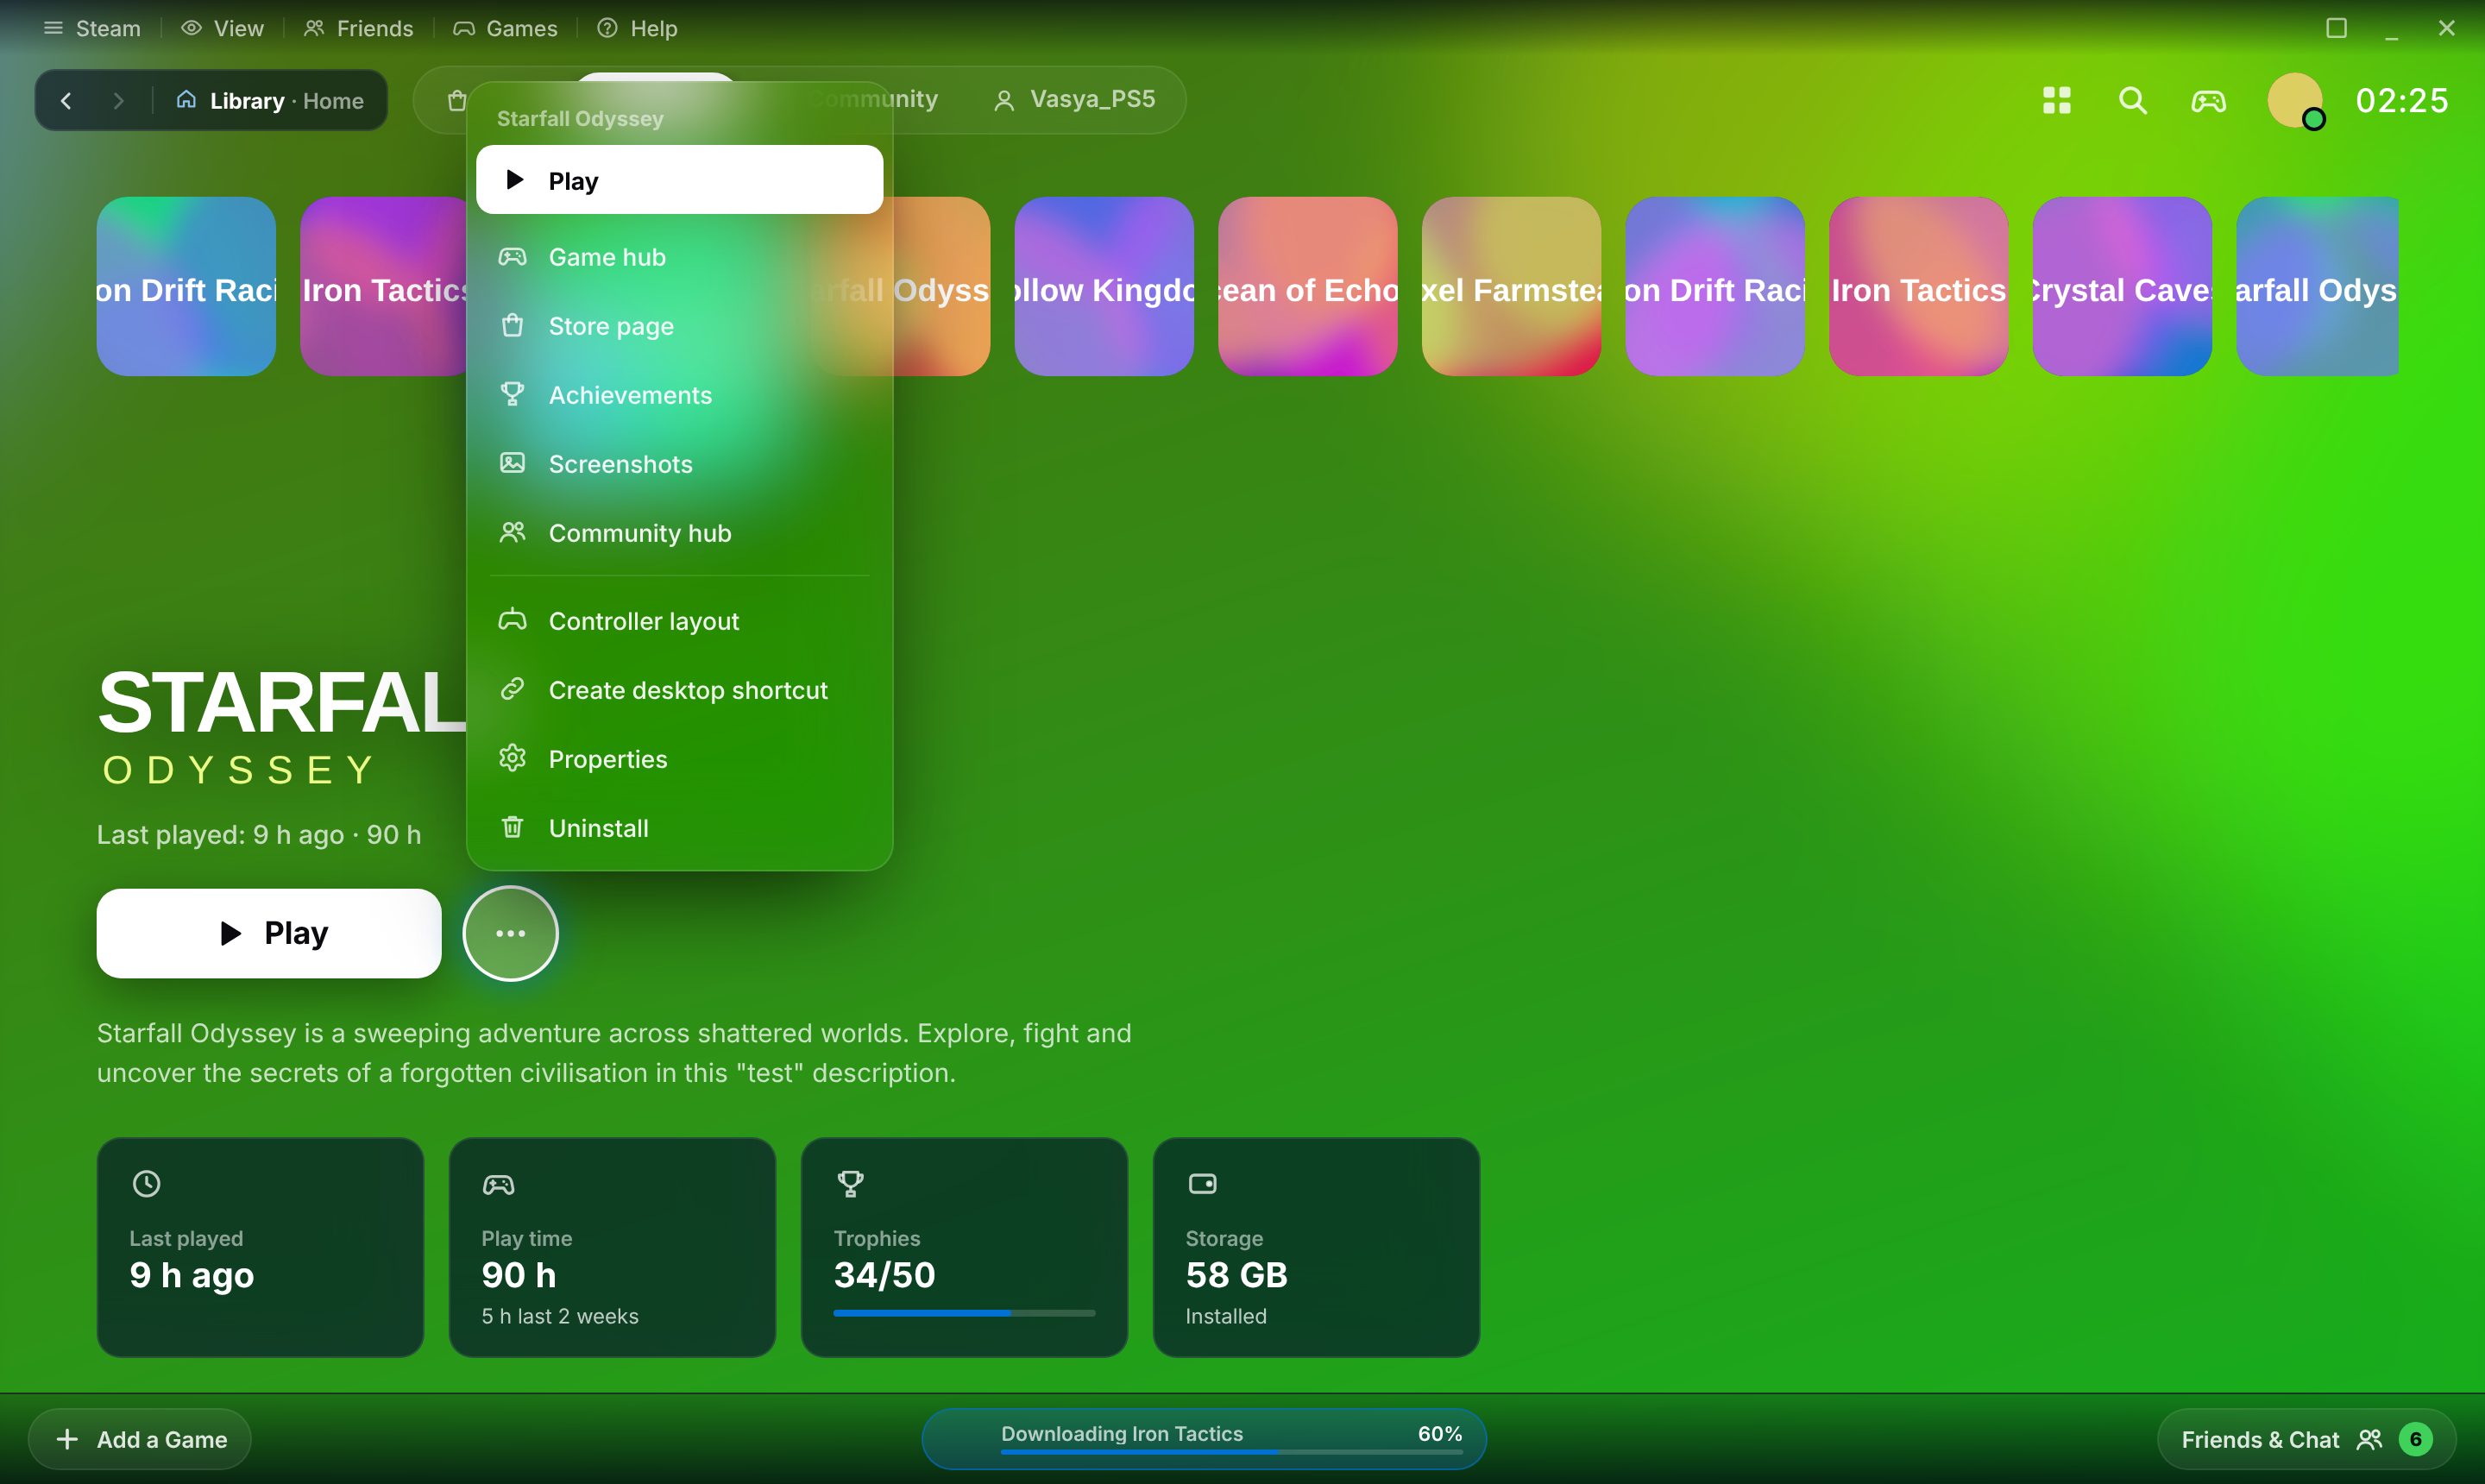 Steam View Friends Games Help
Library · Home
Community
Vasya_PS5
02:25
Starfall Odyssey
Play
Game hub
Store page
Achievements
Screenshots
Community hub
Controller layout
Create desktop shortcut
Properties
Uninstall
on Drift Raci
Iron Tactics
rfall Odyss
ollow Kingdo
cean of Echo
xel Farmstea
on Drift Raci
Iron Tactics
Crystal Caves
arfall Odys
STARFAL
ODYSSEY
Last played: 9 h ago · 90 h
Play
Starfall Odyssey is a sweeping adventure across shattered worlds. Explore, fight and
uncover the secrets of a forgotten civilisation in this "test" description.
Last played
9 h ago
Play time
90 h
5 h last 2 weeks
Trophies
34/50
Storage
58 GB
Installed
Add a Game
Downloading Iron Tactics 60%
Friends & Chat 6